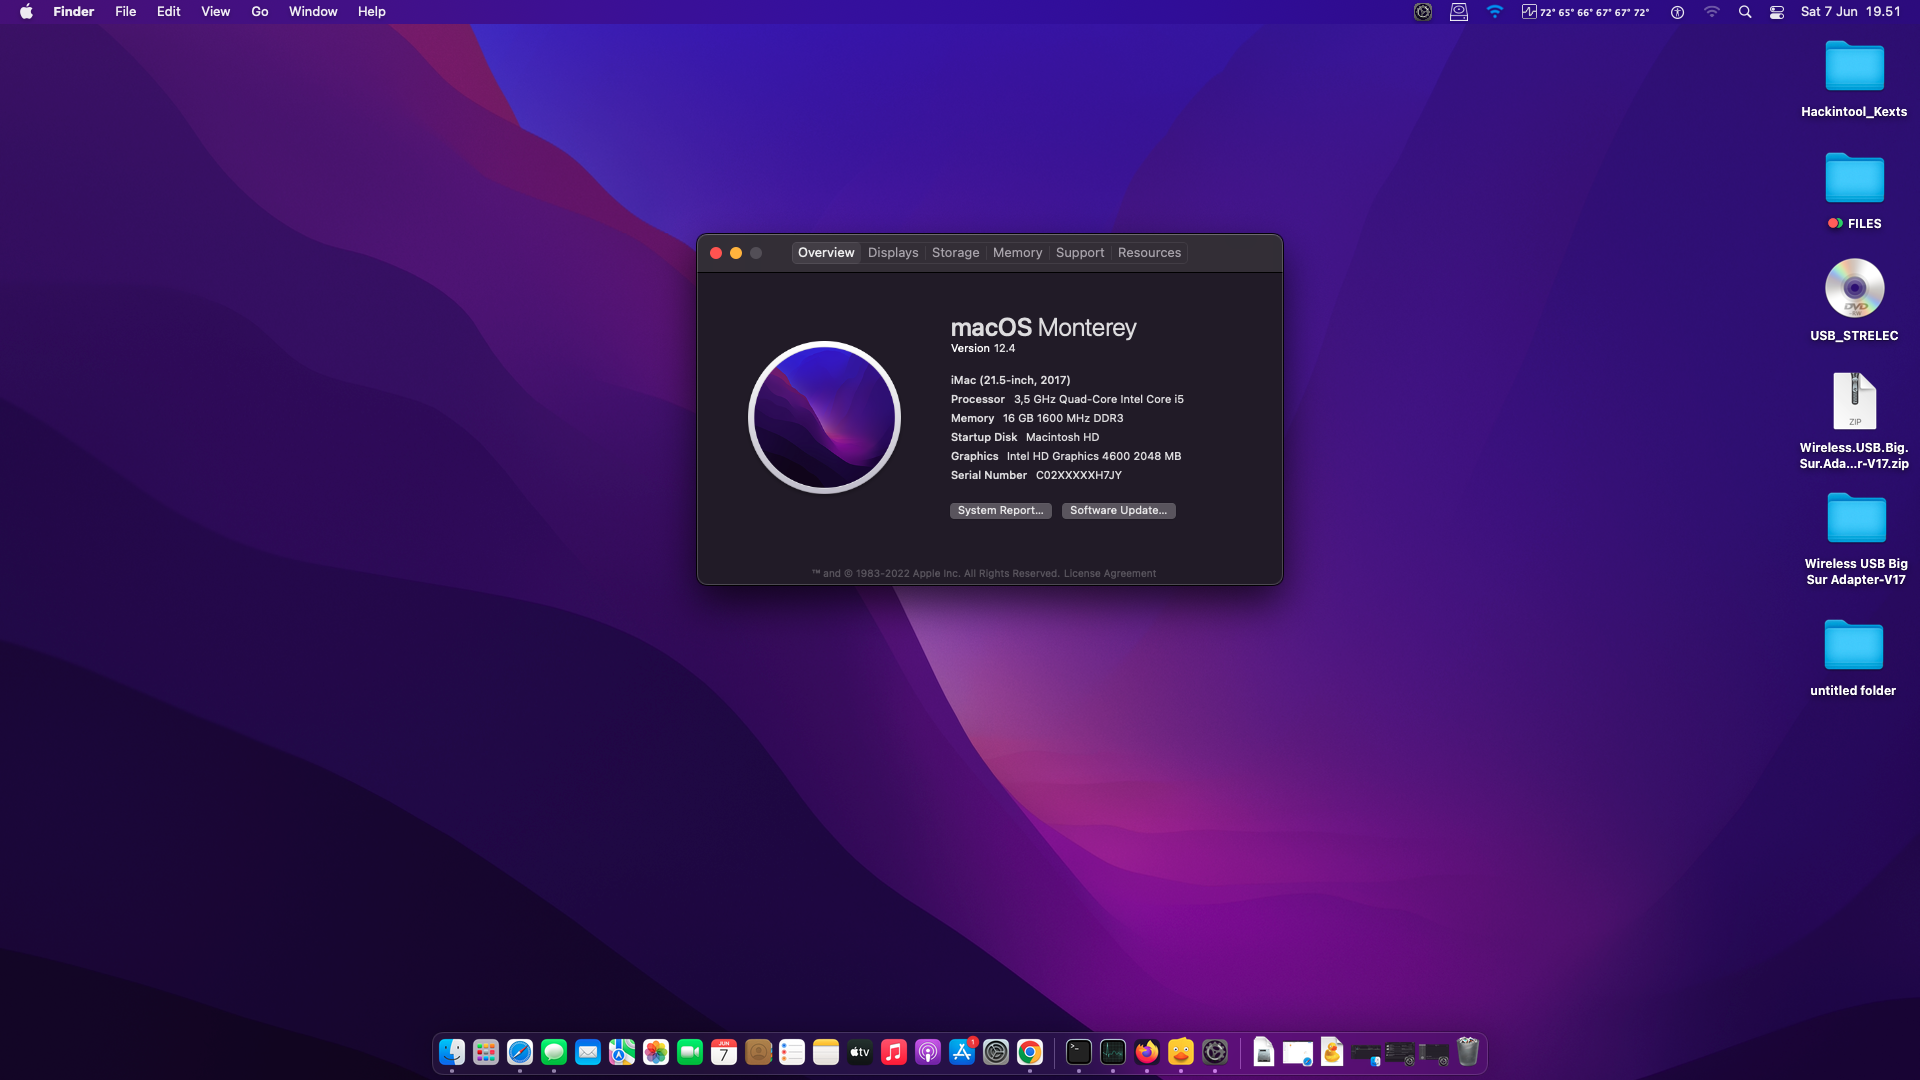 Finder File Edit View Go Window Help
72° 65° 66° 67° 67° 72° Sat 7 Jun 19.51
Hackintool_Kexts
FILES
DVD
USB_STRELEC
ZIP
Wireless.USB.Big.
Sur.Ada...r-V17.zip
Wireless USB Big
Sur Adapter-V17
untitled folder
Overview Displays Storage Memory Support Resources
macOS Monterey
Version 12.4
iMac (21.5-inch, 2017)
Processor 3,5 GHz Quad-Core Intel Core i5
Memory 16 GB 1600 MHz DDR3
Startup Disk Macintosh HD
Graphics Intel HD Graphics 4600 2048 MB
Serial Number C02XXXXXH7JY
System Report... Software Update...
™ and © 1983-2022 Apple Inc. All Rights Reserved. License Agreement
JUN
7
tv
1